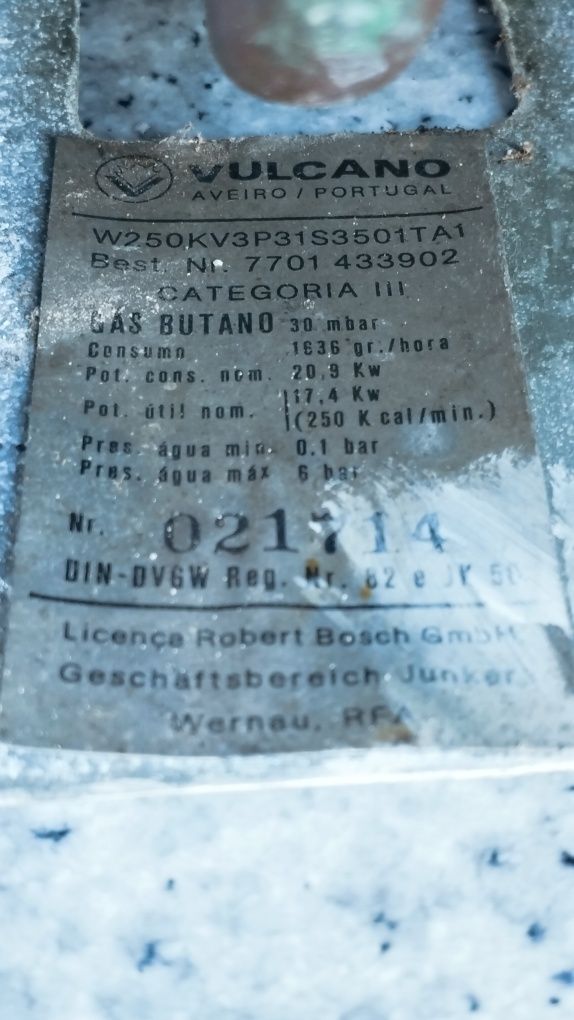 VULCANO
AVEIRO / PORTUGAL
W250KV3P31S3501TA1
Best. Nr. 7701 433902
CATEGORIA III
GAS BUTANO 30 mbar
Consumo 1636 gr./hora
Pot. cons. nom. 20,9 Kw
Pot. útil nom. 17,4 Kw
(250 K cal/min.)
Pres. água min. 0.1 bar
Pres. água máx 6 bar
Nr. 021714
DIN-DVGW Reg. Nr. 82 e
Licença Robert Bosch GmbH
Geschäftsbereich Junker
Wernau, RFA